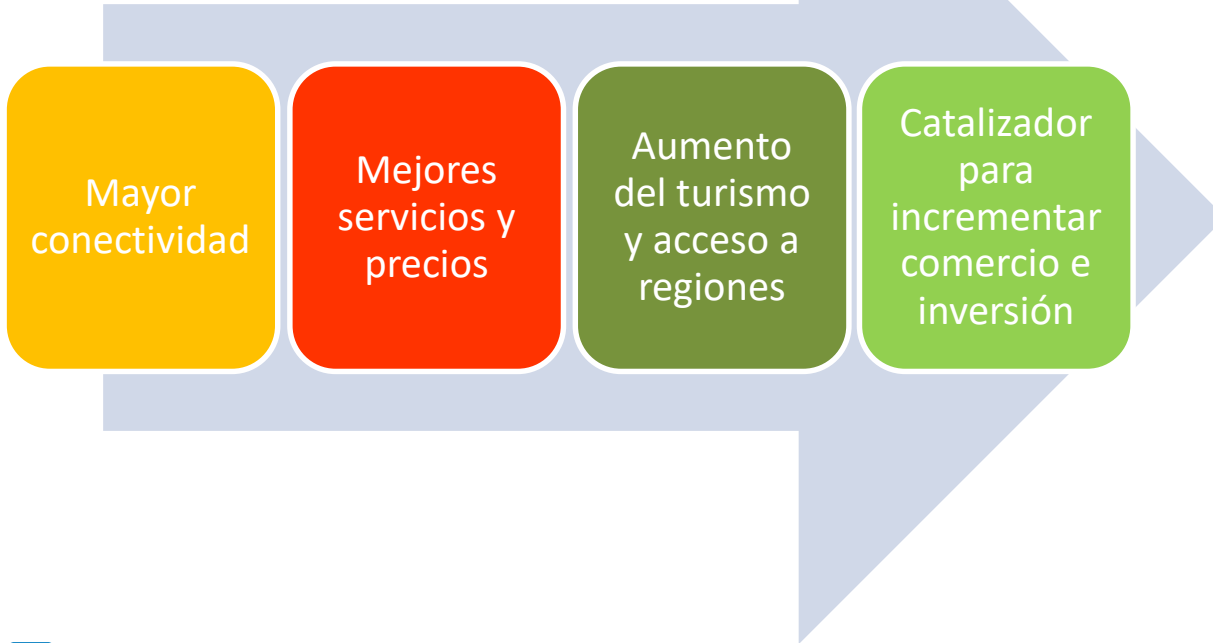 Mayor
conectividad
Mejores
servicios y
precios
Aumento
del turismo
y acceso a
regiones
Catalizador
para
incrementar
comercio e
inversión